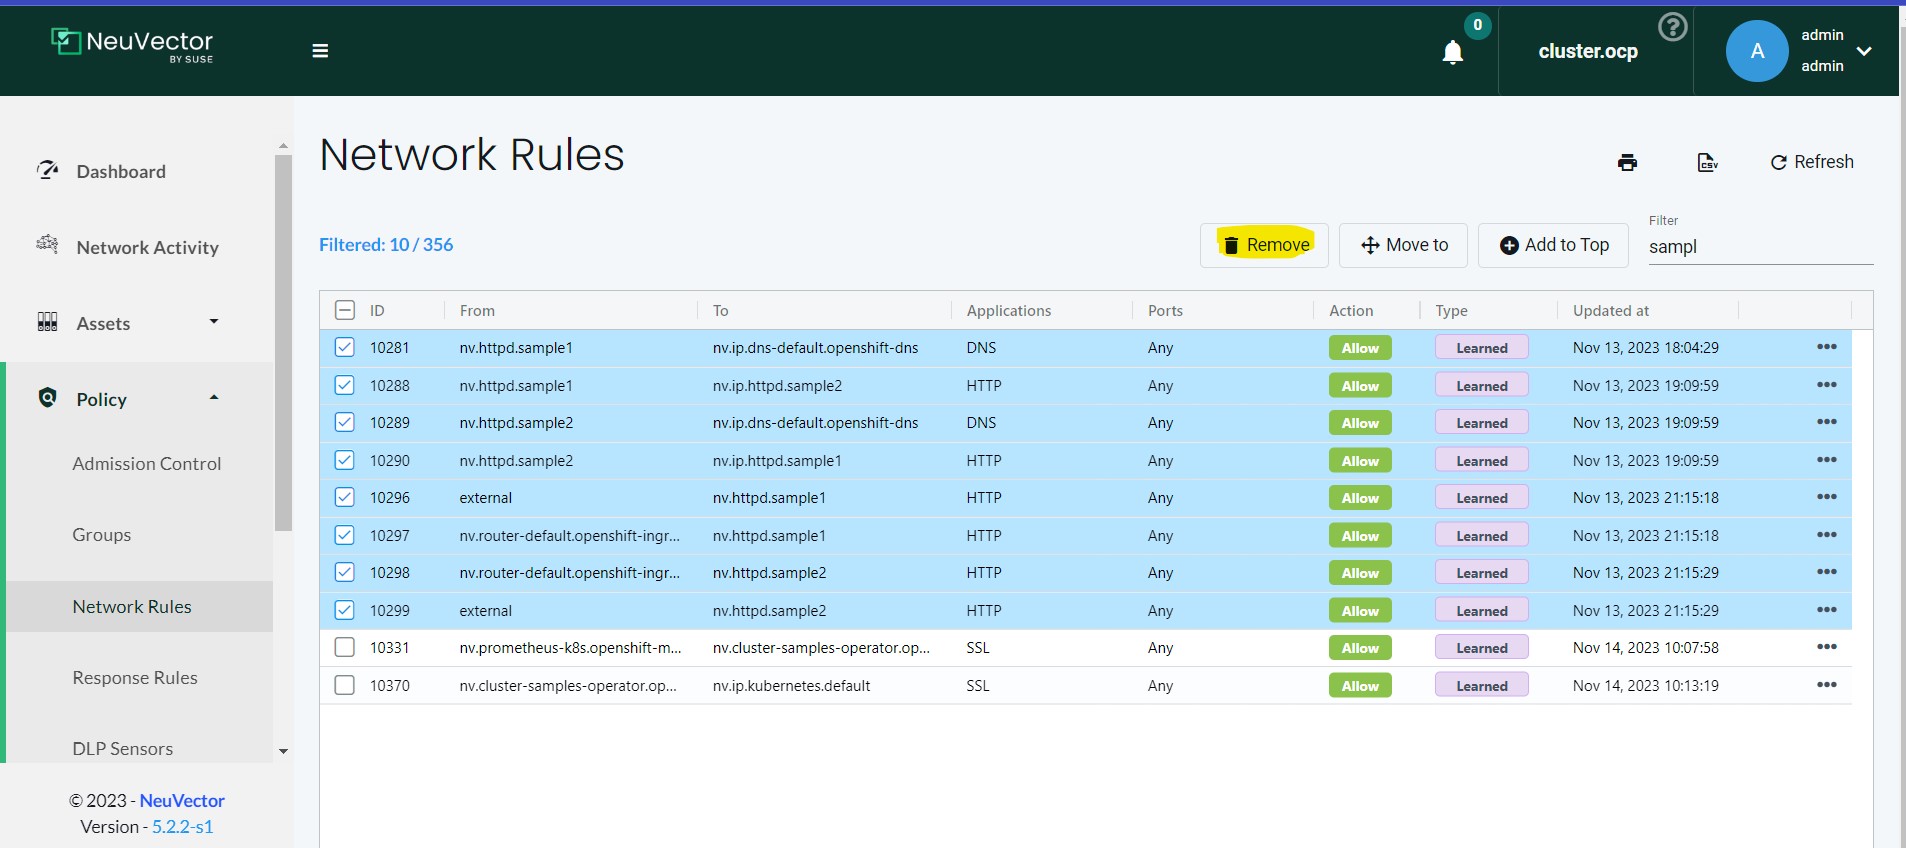 NeuVector
BY SUSE
0
cluster.ocp
?
A
admin
admin
Dashboard
Network Activity
Assets
Policy
Admission Control
Groups
Network Rules
Response Rules
DLP Sensors
© 2023 - NeuVector
Version - 5.2.2-s1
Network Rules
CSV
Refresh
Filtered: 10 / 356
Remove
Move to
Add to Top
Filter
sampl
ID From To Applications Ports Action Type Updated at
10281 nv.httpd.sample1 nv.ip.dns-default.openshift-dns DNS Any Allow Learned Nov 13, 2023 18:04:29
10288 nv.httpd.sample1 nv.ip.httpd.sample2 HTTP Any Allow Learned Nov 13, 2023 19:09:59
10289 nv.httpd.sample2 nv.ip.dns-default.openshift-dns DNS Any Allow Learned Nov 13, 2023 19:09:59
10290 nv.httpd.sample2 nv.ip.httpd.sample1 HTTP Any Allow Learned Nov 13, 2023 19:09:59
10296 external nv.httpd.sample1 HTTP Any Allow Learned Nov 13, 2023 21:15:18
10297 nv.router-default.openshift-ingr... nv.httpd.sample1 HTTP Any Allow Learned Nov 13, 2023 21:15:18
10298 nv.router-default.openshift-ingr... nv.httpd.sample2 HTTP Any Allow Learned Nov 13, 2023 21:15:29
10299 external nv.httpd.sample2 HTTP Any Allow Learned Nov 13, 2023 21:15:29
10331 nv.prometheus-k8s.openshift-m... nv.cluster-samples-operator.op... SSL Any Allow Learned Nov 14, 2023 10:07:58
10370 nv.cluster-samples-operator.op... nv.ip.kubernetes.default SSL Any Allow Learned Nov 14, 2023 10:13:19